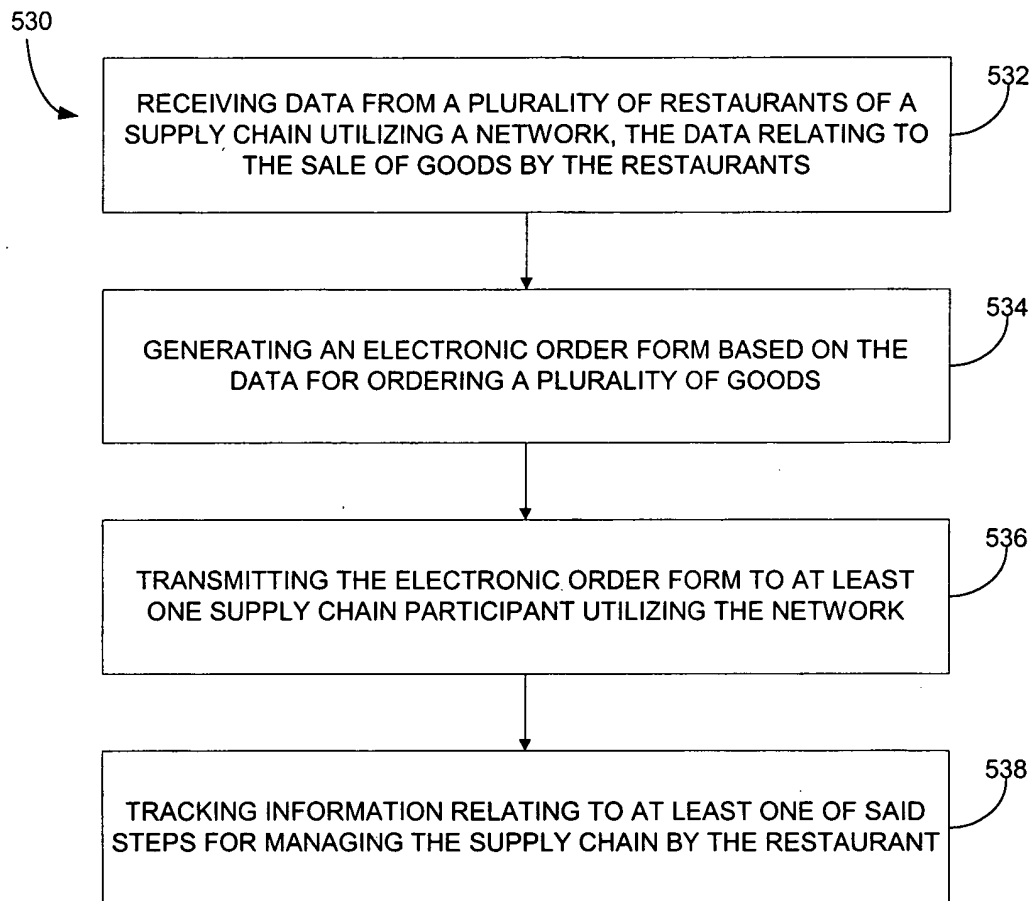 530
532
RECEIVING DATA FROM A PLURALITY OF RESTAURANTS OF A
SUPPLY CHAIN UTILIZING A NETWORK, THE DATA RELATING TO
THE SALE OF GOODS BY THE RESTAURANTS
534
GENERATING AN ELECTRONIC ORDER FORM BASED ON THE
DATA FOR ORDERING A PLURALITY OF GOODS
536
TRANSMITTING THE ELECTRONIC ORDER FORM TO AT LEAST
ONE SUPPLY CHAIN PARTICIPANT UTILIZING THE NETWORK
538
TRACKING INFORMATION RELATING TO AT LEAST ONE OF SAID
STEPS FOR MANAGING THE SUPPLY CHAIN BY THE RESTAURANT